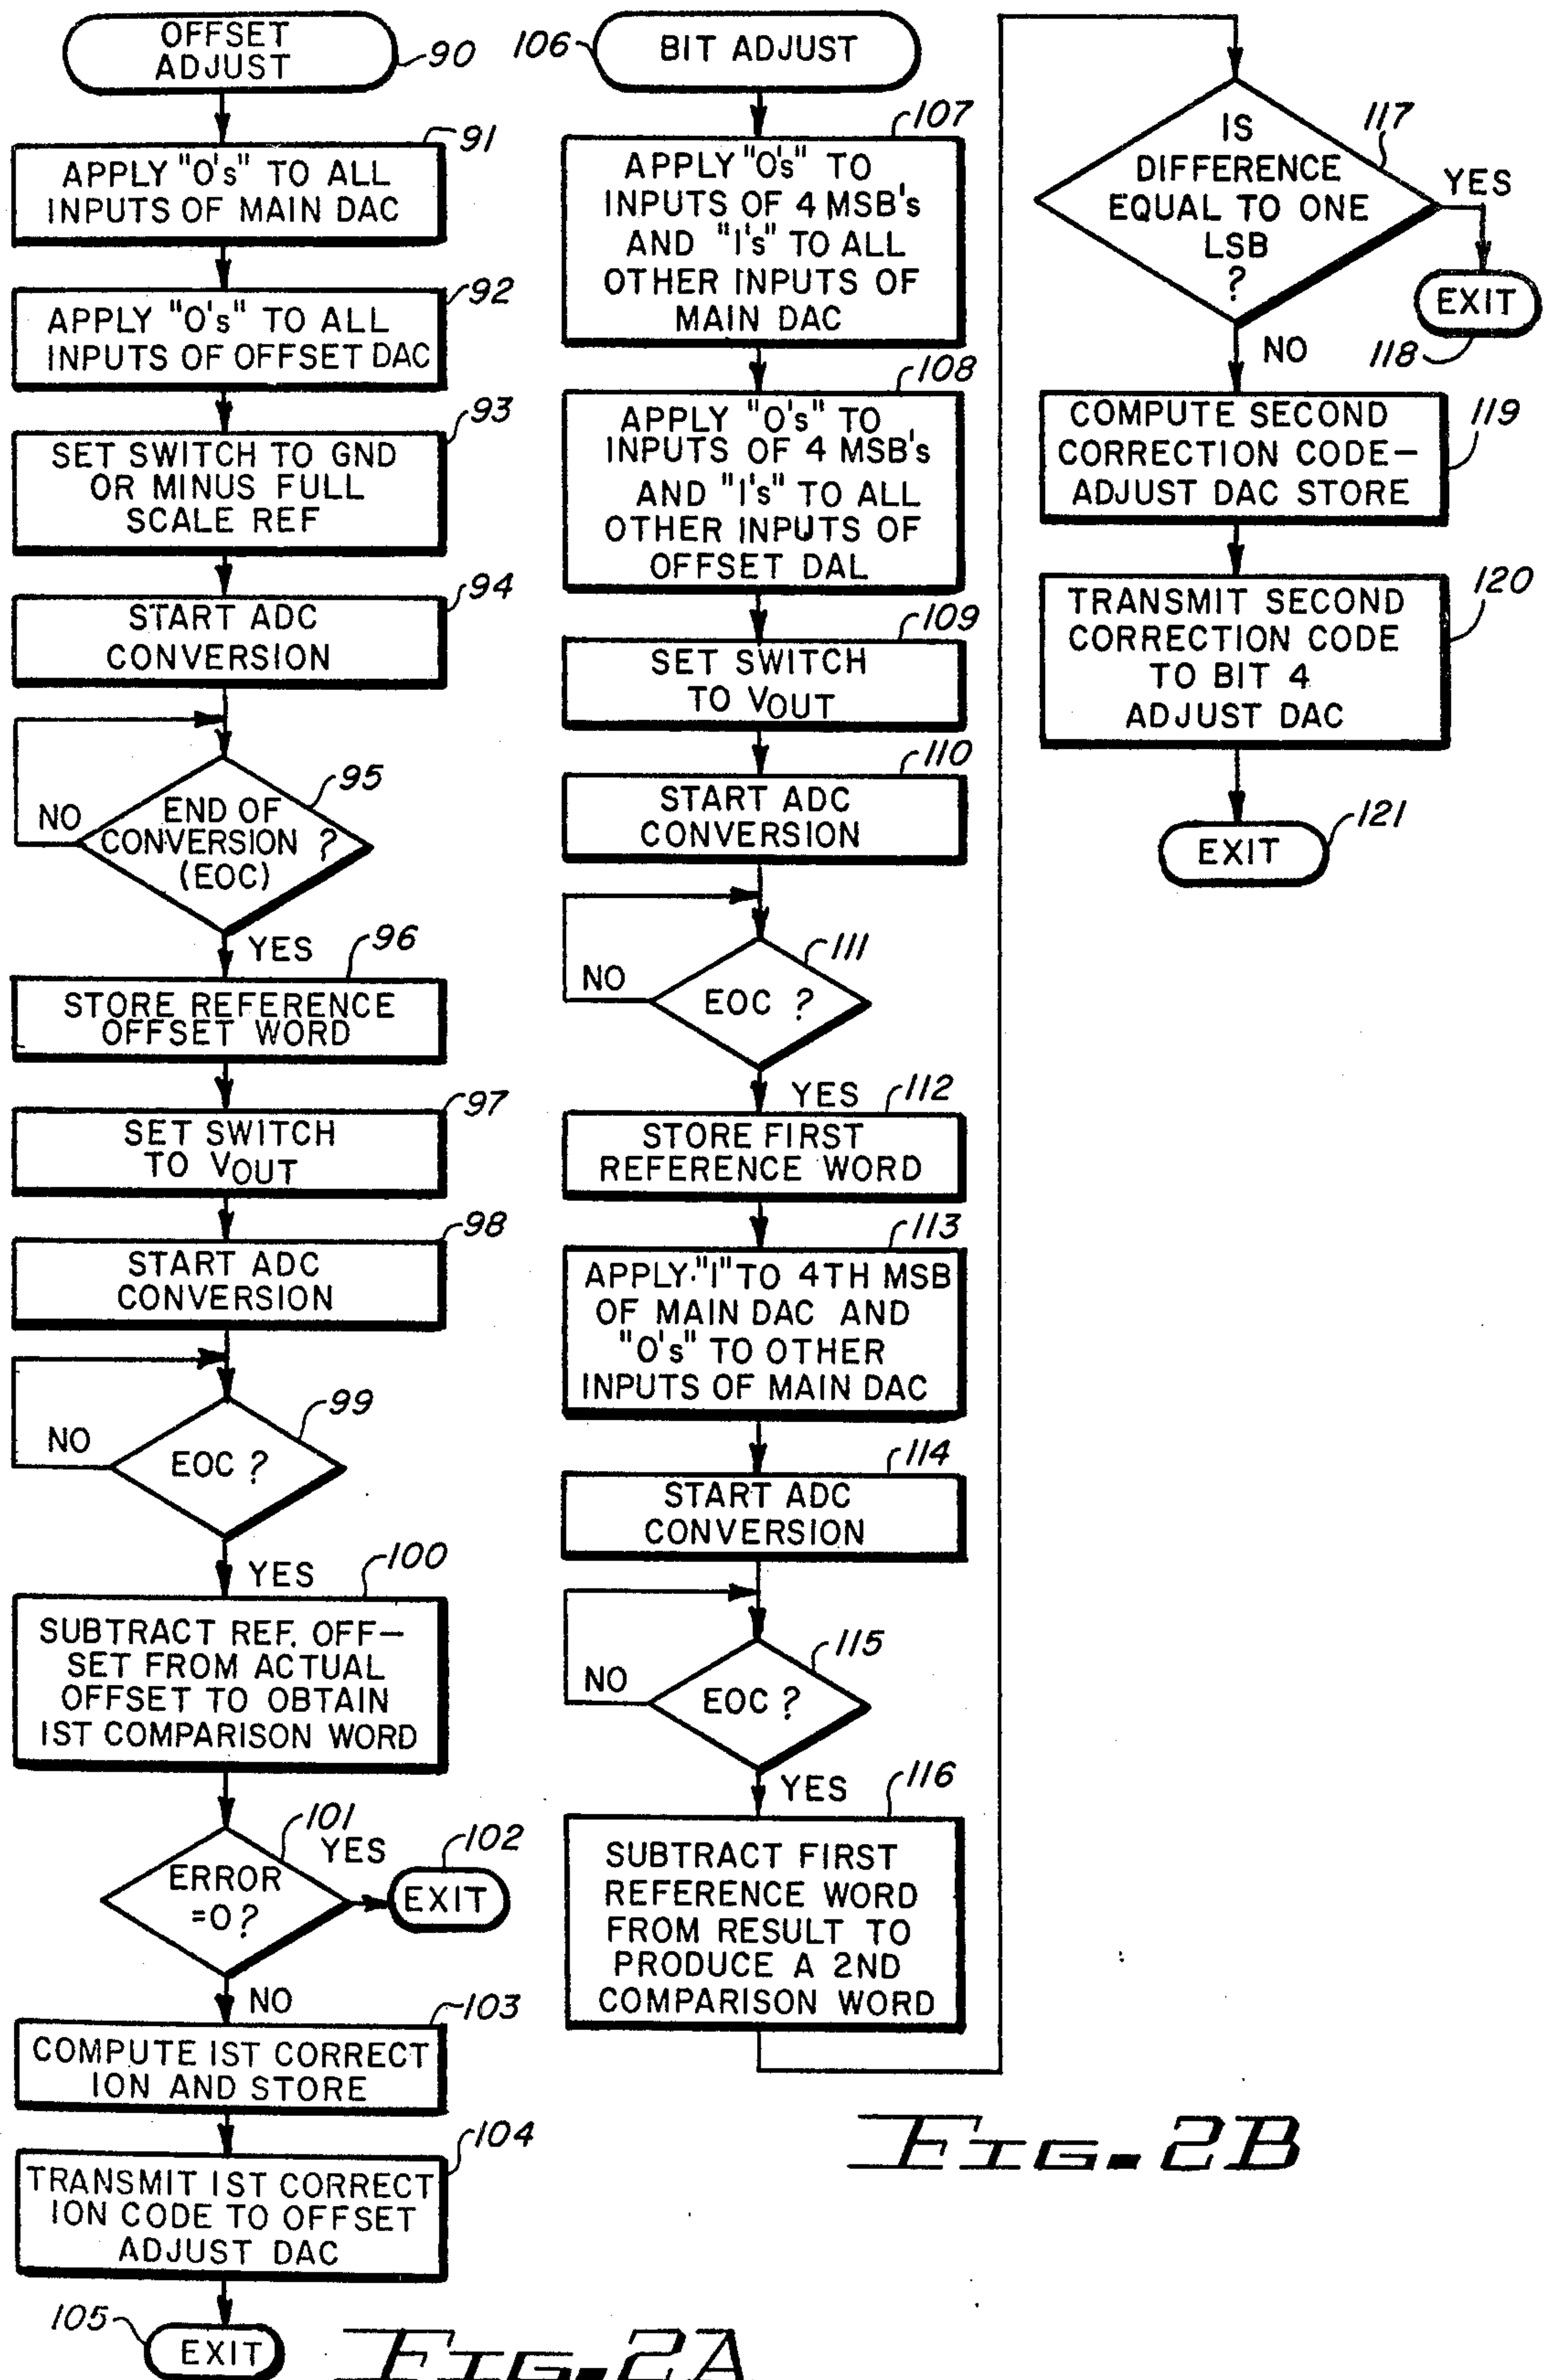 OFFSET
ADJUST
90
91
APPLY "O's" TO ALL
INPUTS OF MAIN DAC
92
APPLY "O's" TO ALL
INPUTS OF OFFSET DAC
93
SET SWITCH TO GND
OR MINUS FULL
SCALE REF
94
START ADC
CONVERSION
95
NO
END OF
CONVERSION ?
(EOC)
YES
96
STORE REFERENCE
OFFSET WORD
97
SET SWITCH
TO VOUT
98
START ADC
CONVERSION
99
NO
EOC ?
YES
100
SUBTRACT REF. OFF-
SET FROM ACTUAL
OFFSET TO OBTAIN
1ST COMPARISON WORD
101
YES
102
ERROR
=0?
EXIT
NO
103
COMPUTE 1ST CORRECT
ION AND STORE
104
TRANSMIT 1ST CORRECT
ION CODE TO OFFSET
ADJUST DAC
105
EXIT
FIG. 2A
106
BIT ADJUST
107
APPLY "O's" TO
INPUTS OF 4 MSB's
AND "1's" TO ALL
OTHER INPUTS OF
MAIN DAC
108
APPLY "O's" TO
INPUTS OF 4 MSB's
AND "1's" TO ALL
OTHER INPUTS OF
OFFSET DAL
109
SET SWITCH
TO VOUT
110
START ADC
CONVERSION
111
NO
EOC ?
YES
112
STORE FIRST
REFERENCE WORD
113
APPLY "1" TO 4TH MSB
OF MAIN DAC AND
"O's" TO OTHER
INPUTS OF MAIN DAC
114
START ADC
CONVERSION
115
NO
EOC ?
YES
116
SUBTRACT FIRST
REFERENCE WORD
FROM RESULT TO
PRODUCE A 2ND
COMPARISON WORD
117
IS
DIFFERENCE
EQUAL TO ONE
LSB
?
YES
EXIT
118
NO
119
COMPUTE SECOND
CORRECTION CODE-
ADJUST DAC STORE
120
TRANSMIT SECOND
CORRECTION CODE
TO BIT 4
ADJUST DAC
121
EXIT
FIG. 2B